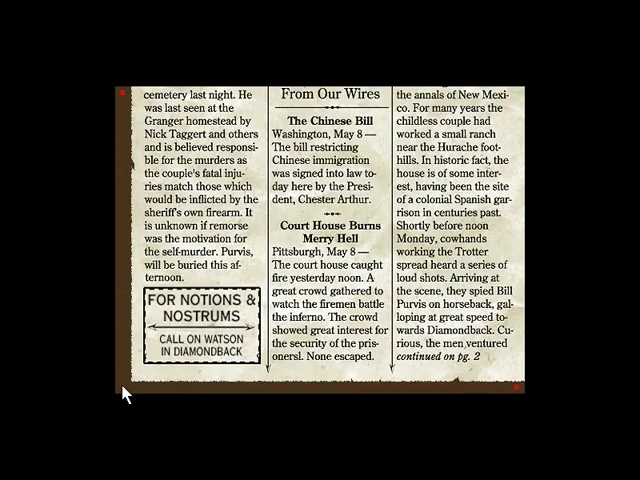 cemetery last night. He
was last seen at the
Granger homestead by
Nick Taggert and others
and is believed responsi-
ble for the murders as
the couple's fatal inju-
ries match those which
would be inflicted by the
sheriff's own firearm. It
is unknown if remorse
was the motivation for
the self-murder. Purvis,
will be buried this af-
ternoon.
FOR NOTIONS &
NOSTRUMS
CALL ON WATSON
IN DIAMONDBACK
From Our Wires
The Chinese Bill
Washington, May 8 —
The bill restricting
Chinese immigration
was signed into law to-
day here by the Presi-
dent, Chester Arthur.
Court House Burns
Merry Hell
Pittsburgh, May 8 —
The court house caught
fire yesterday noon. A
great crowd gathered to
watch the firemen battle
the inferno. The crowd
showed great interest for
the security of the pris-
onersl. None escaped.
the annals of New Mexi-
co. For many years the
childless couple had
worked a small ranch
near the Hurache foot-
hills. In historic fact, the
house is of some inter-
est, having been the site
of a colonial Spanish gar-
rison in centuries past.
Shortly before noon
Monday, cowhands
working the Trotter
spread heard a series of
loud shots. Arriving at
the scene, they spied Bill
Purvis on horseback, gal-
loping at great speed to-
wards Diamondback. Cu-
rious, the men ventured
continued on pg. 2